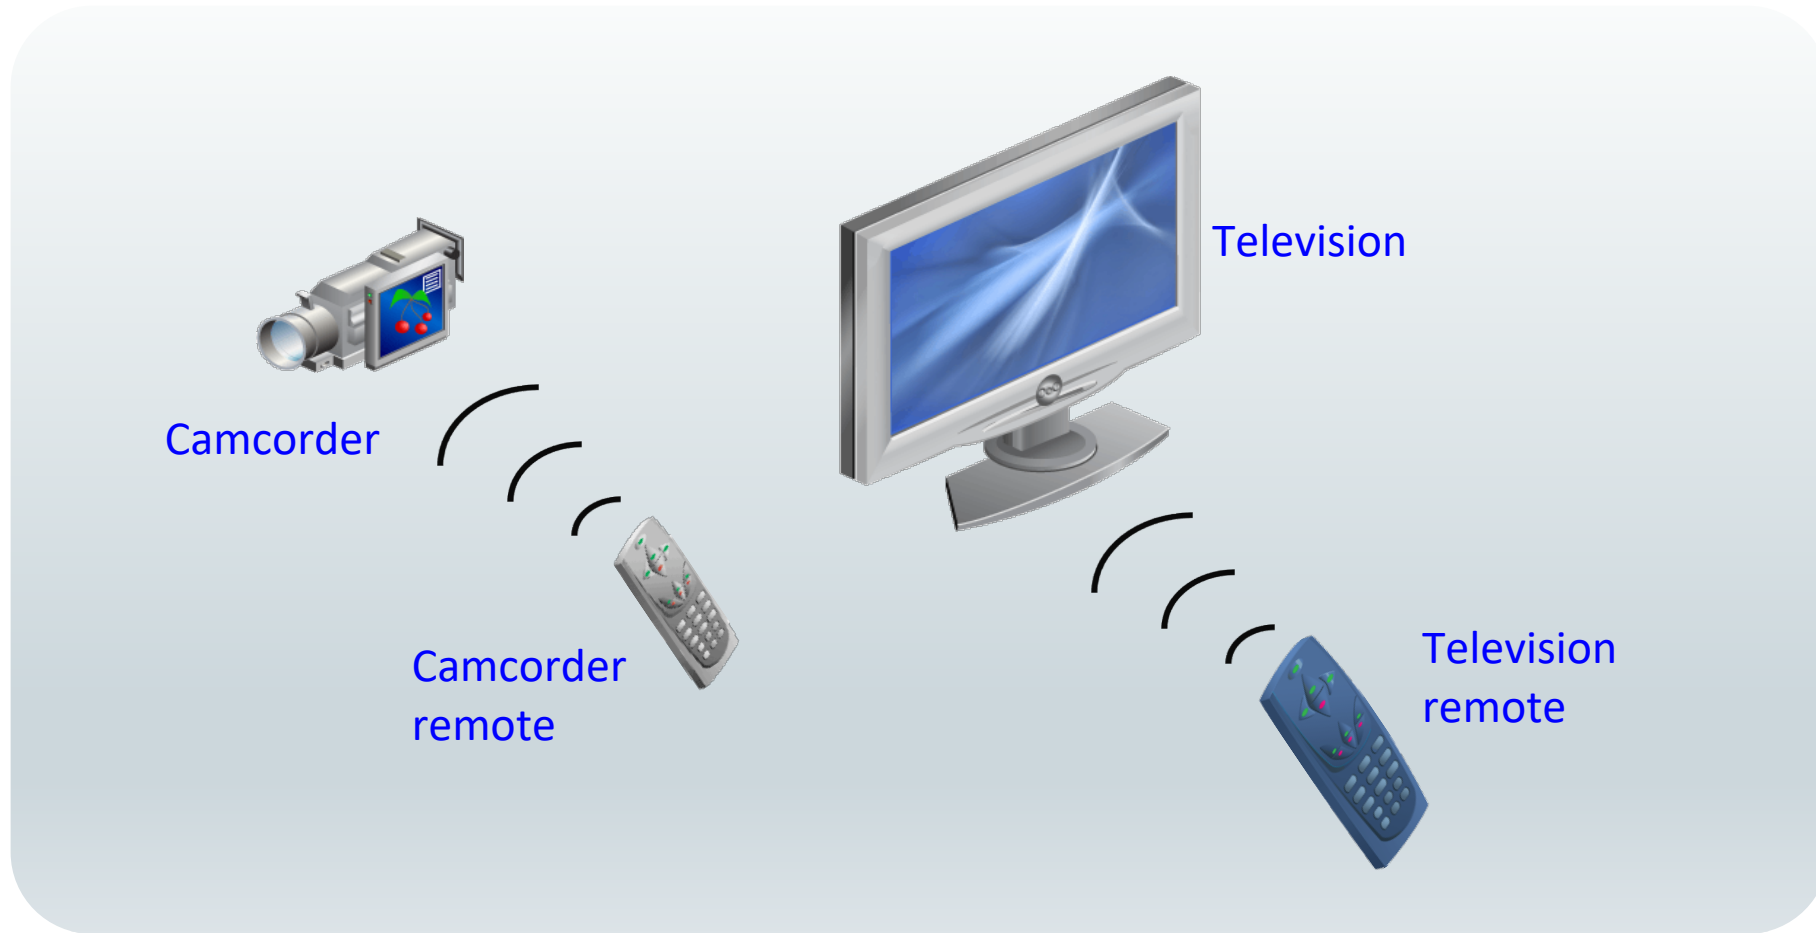 Television
Camcorder
Camcorder
remote
Television
remote